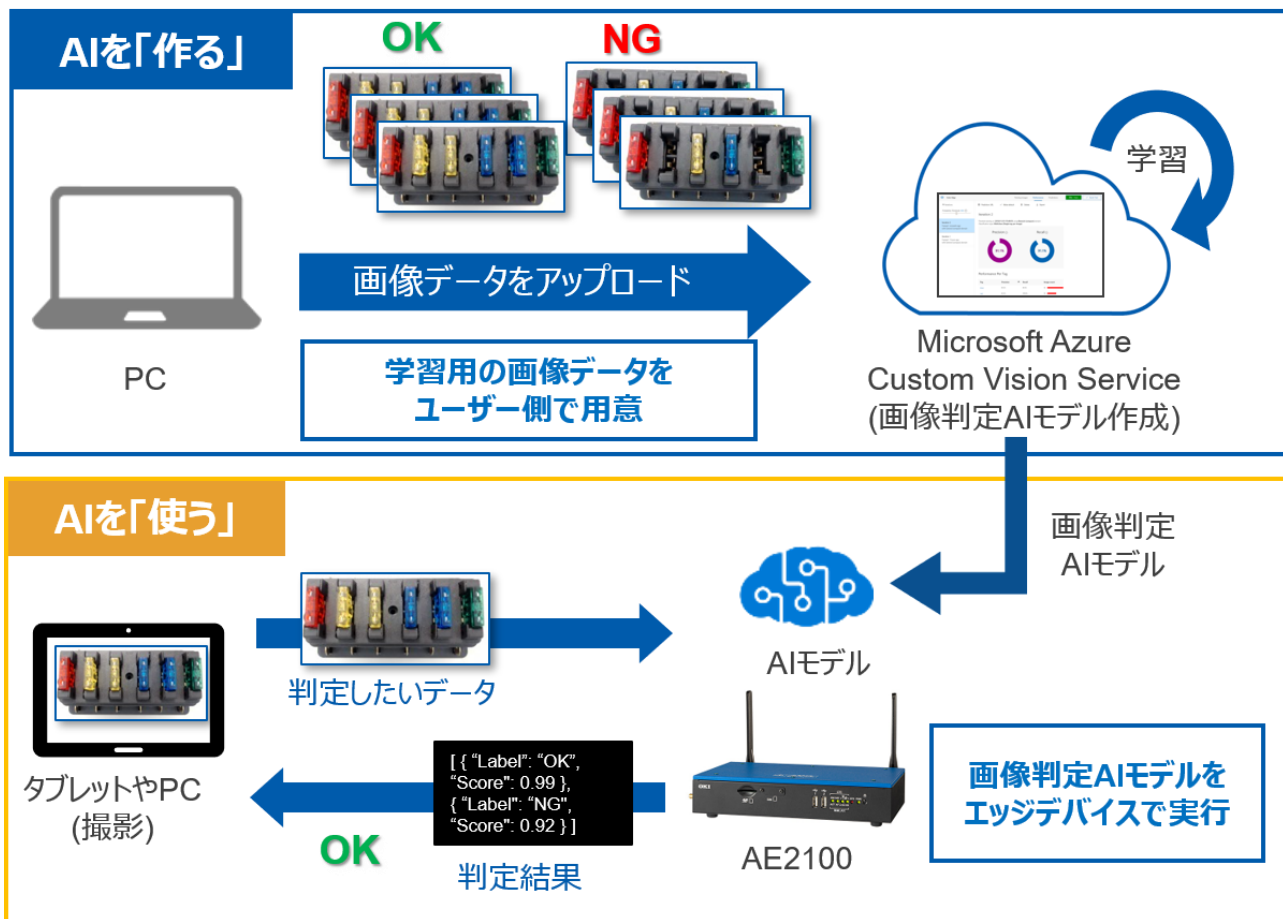 AIを「作る」
OK
NG
学習
画像データをアップロード
PC
学習用の画像データを
ユーザー側で用意
Microsoft Azure
Custom Vision Service
(画像判定AIモデル作成)
AIを「使う」
画像判定
AIモデル
AIモデル
判定したいデータ
タブレットやPC
(撮影)
[ { “Label”: “OK”,
“Score": 0.99 },
{ “Label": “NG”,
“Score": 0.92 } ]
OK
判定結果
OKI
AE2100
画像判定AIモデルを
エッジデバイスで実行